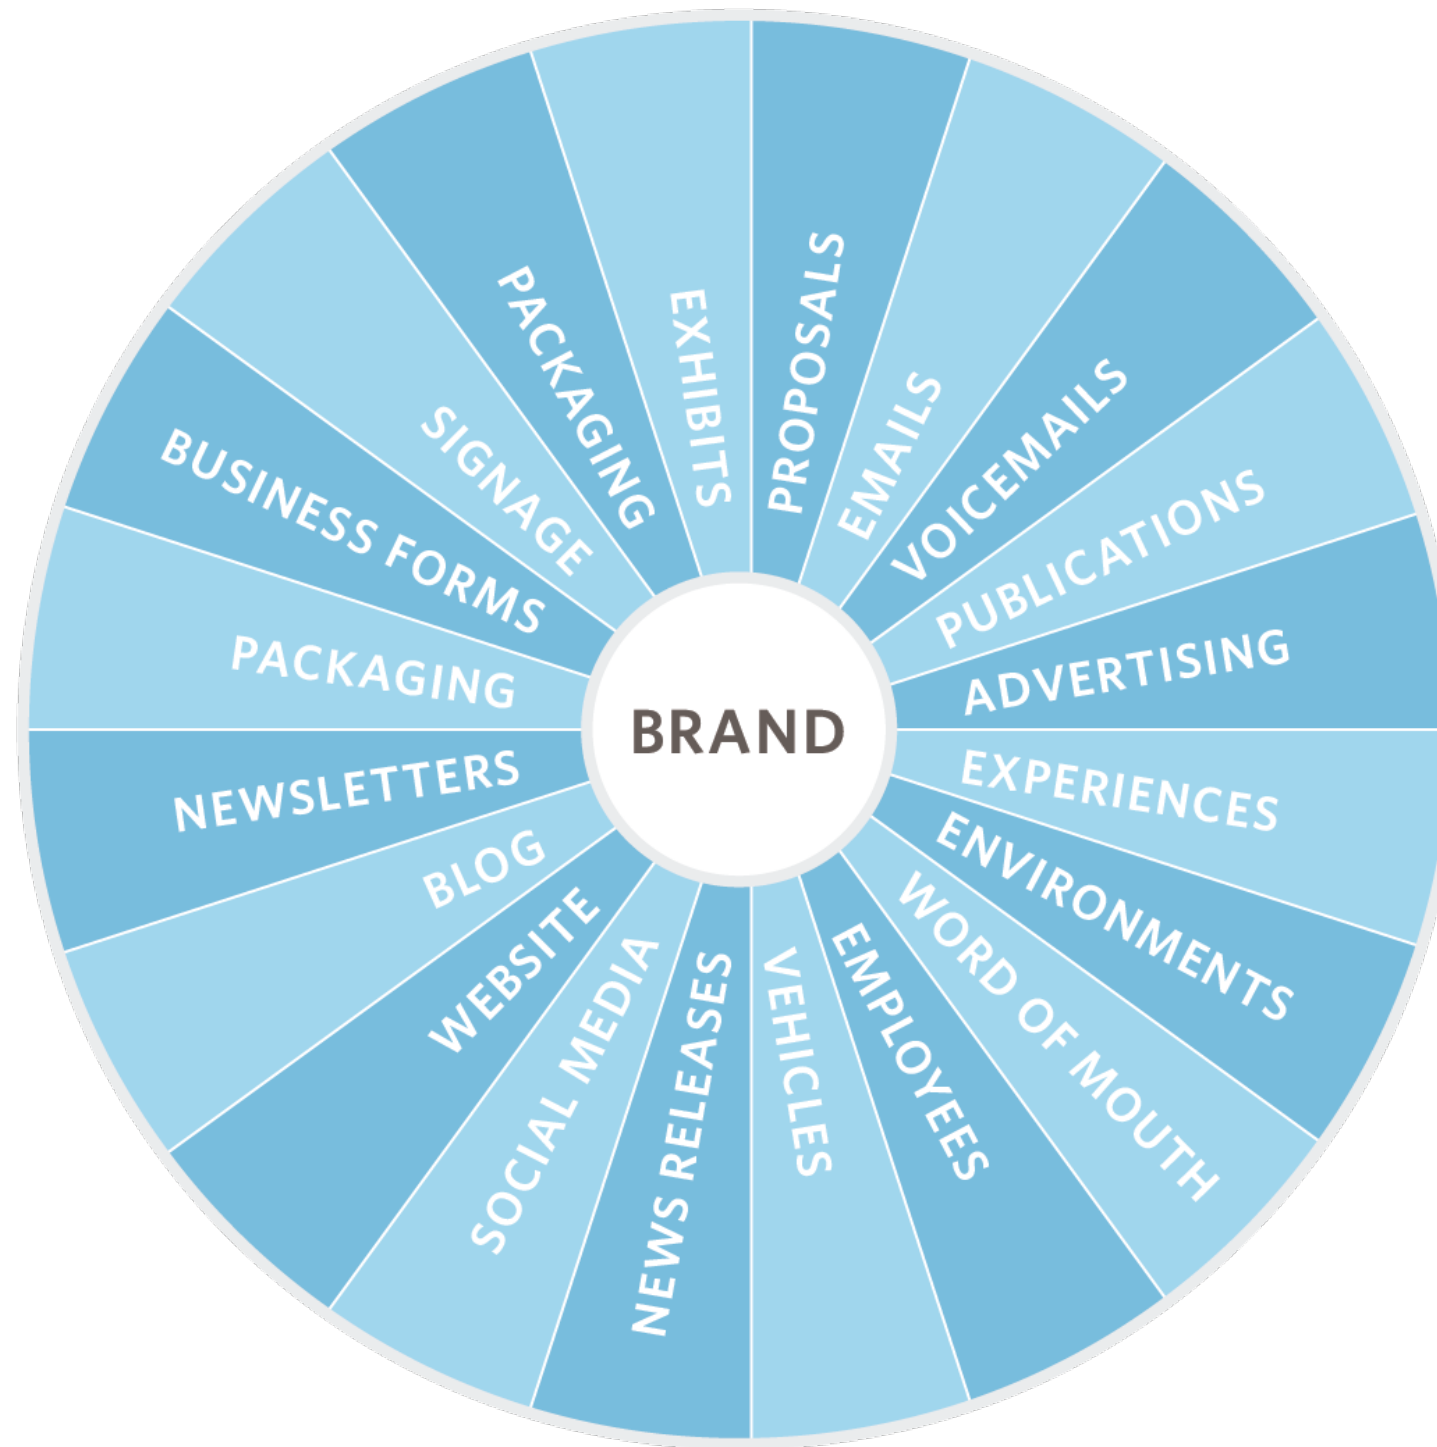 PROPOSALS
EMAILS
VOICEMAILS
PUBLICATIONS
ADVERTISING
EXPERIENCES
ENVIRONMENTS
WORD OF MOUTH
EMPLOYEES
VEHICLES
NEWS RELEASES
SOCIAL MEDIA
WEBSITE
BLOG
NEWSLETTERS
PACKAGING
BUSINESS FORMS
SIGNAGE
PACKAGING
EXHIBITS
BRAND